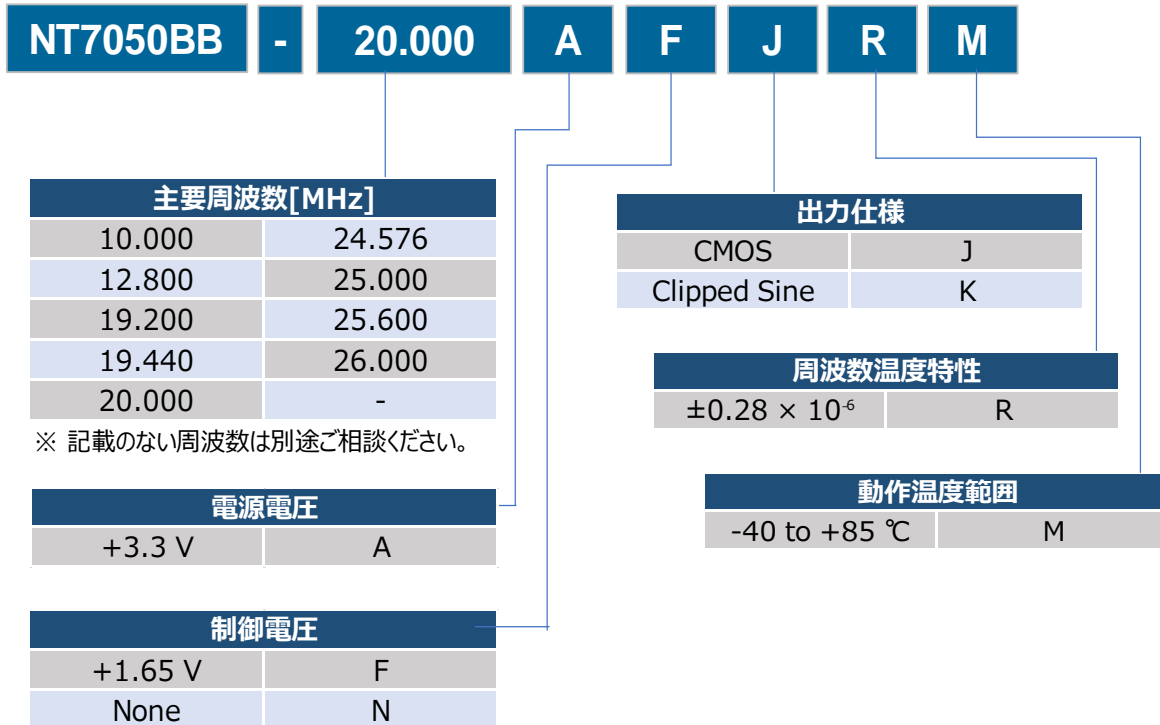 NT7050BB - 20.000 A F J R M
主要周波数[MHz]
10.000 24.576
12.800 25.000
19.200 25.600
19.440 26.000
20.000 -
※ 記載のない周波数は別途ご相談ください。
電源電圧
+3.3 V A
制御電圧
+1.65 V F
None N
出力仕様
CMOS J
Clipped Sine K
周波数温度特性
±0.28 × 10⁻⁶ R
動作温度範囲
-40 to +85 ℃ M